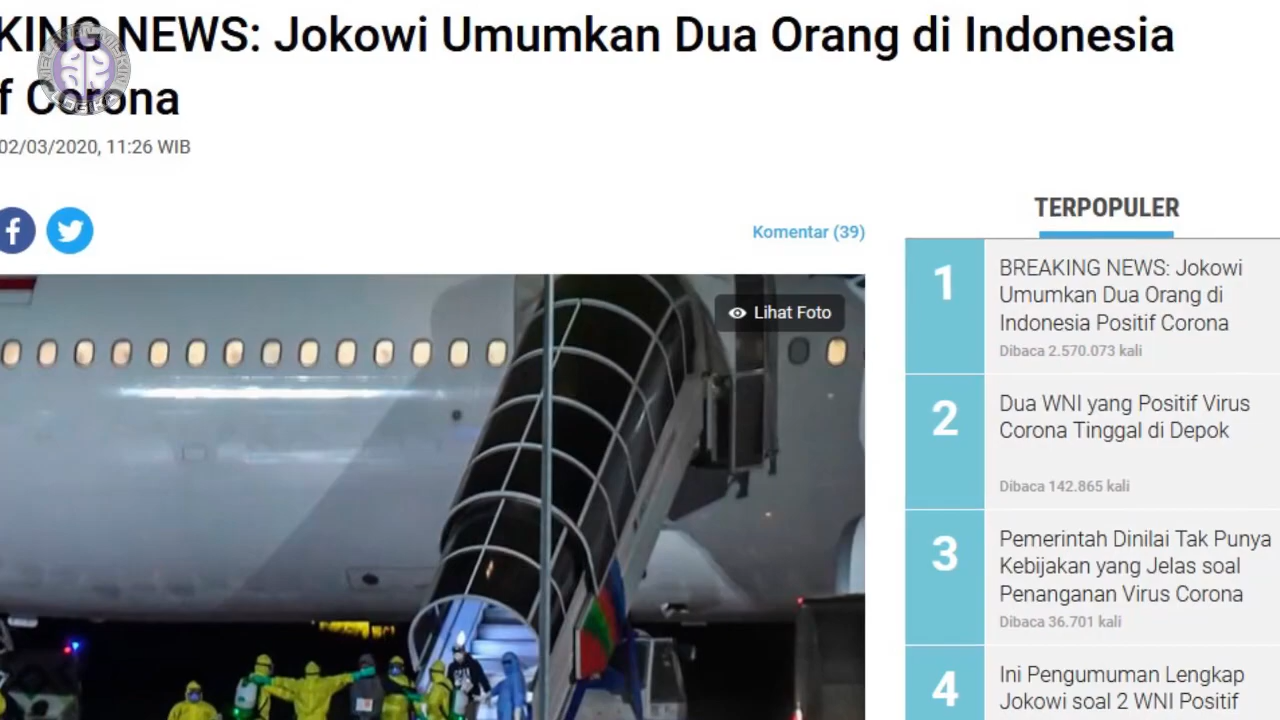 KING NEWS: Jokowi Umumkan Dua Orang di Indonesia
f Corona
02/03/2020, 11:26 WIB
Komentar (39)
Lihat Foto
TERPOPULER
1
BREAKING NEWS: Jokowi
Umumkan Dua Orang di
Indonesia Positif Corona
Dibaca 2.570.073 kali
2
Dua WNI yang Positif Virus
Corona Tinggal di Depok
Dibaca 142.865 kali
3
Pemerintah Dinilai Tak Punya
Kebijakan yang Jelas soal
Penanganan Virus Corona
Dibaca 36.701 kali
4
Ini Pengumuman Lengkap
Jokowi soal 2 WNI Positif